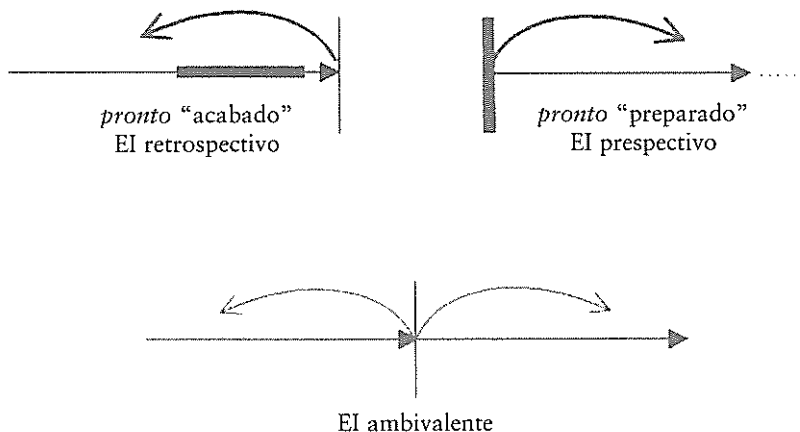 pronto “acabado”
EI retrospectivo
pronto “preparado”
EI prespectivo
EI ambivalente